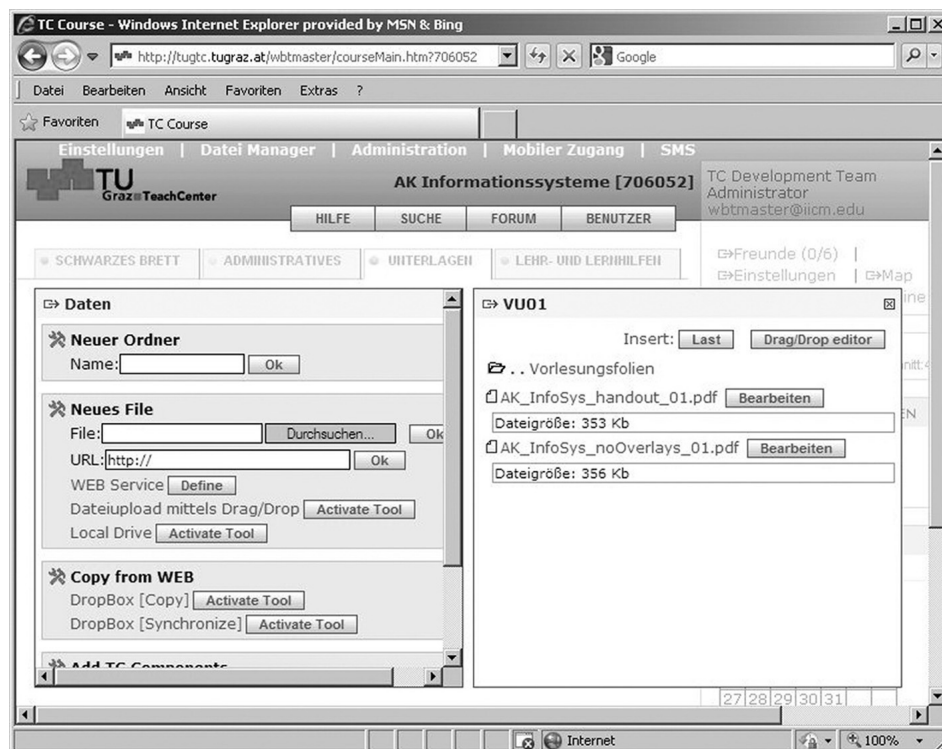 TC Course - Windows Internet Explorer provided by MSN & Bing
http://tugtc.tugraz.at/wbtmaster/courseMain.htm?706052
Google
Datei Bearbeiten Ansicht Favoriten Extras ?
Favoriten TC Course
Einstellungen | Datei Manager | Administration | Mobiler Zugang | SMS
TU
Graz TeachCenter
AK Informationssysteme [706052]
TC Development Team
Administrator
wbtmaster@iicm.edu
HILFE SUCHE FORUM BENUTZER
SCHWARZES BRETT ADMINISTRATIVES UNTERLAGEN LEHR- UND LERNHILFEN
Freunde (0/6) |
Einstellungen | Map
Daten
Neuer Ordner
Name: Ok
Neues File
File: Durchsuchen... Ok
URL: http:// Ok
WEB Service Define
Dateiupload mittels Drag/Drop Activate Tool
Local Drive Activate Tool
Copy from WEB
DropBox [Copy] Activate Tool
DropBox [Synchronize] Activate Tool
Add TC Components
VU01
Insert: Last Drag/Drop editor
.. Vorlesungsfolien
AK_InfoSys_handout_01.pdf Bearbeiten
Dateigröße: 353 Kb
AK_InfoSys_noOverlays_01.pdf Bearbeiten
Dateigröße: 356 Kb
27 28 29 30 31
Internet 100%